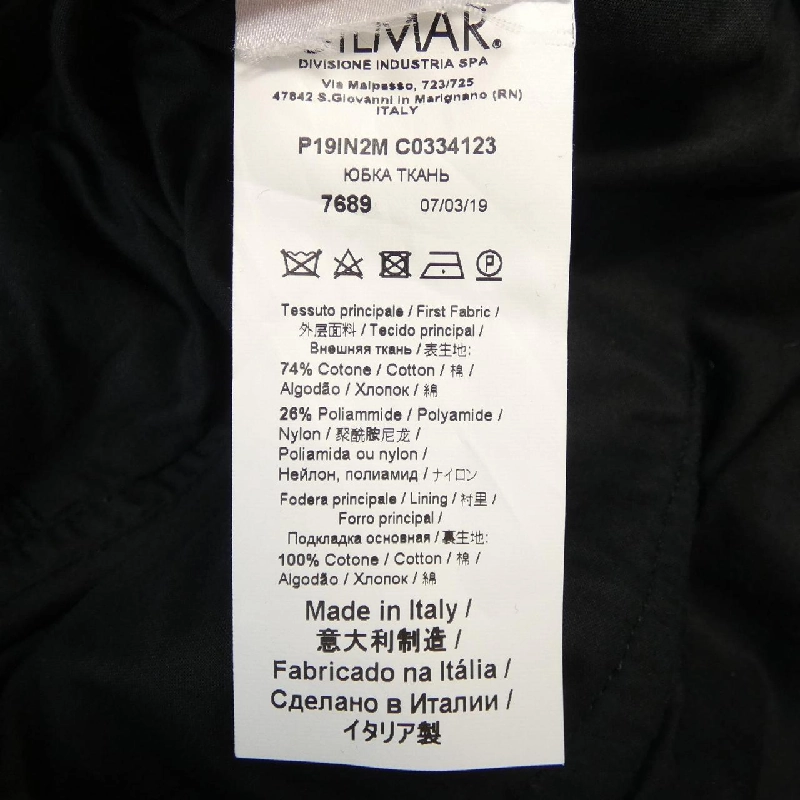 GILMAR.
DIVISIONE INDUSTRIA SPA
Via Malpasso, 723/725
47842 S.Giovanni in Marignano (RN)
ITALY
P19IN2M C0334123
ЮБКА ТКАНЬ
7689 07/03/19
P
Tessuto principale / First Fabric /
外层面料 / Tecido principal /
Внешняя ткань /表生地:
74% Cotone / Cotton / 棉 /
Algodão / Хлопок / 綿
26% Poliammide / Polyamide /
Nylon / 聚酰胺尼龙 /
Poliamida ou nylon /
Нейлон, полиамид / ナイロン
Fodera principale / Lining / 衬里 /
Forro principal /
Подкладка основная / 裏生地:
100% Cotone / Cotton / 棉 /
Algodão / Хлопок / 綿
Made in Italy /
意大利制造 /
Fabricado na Itália /
Сделано в Италии /
イタリア製